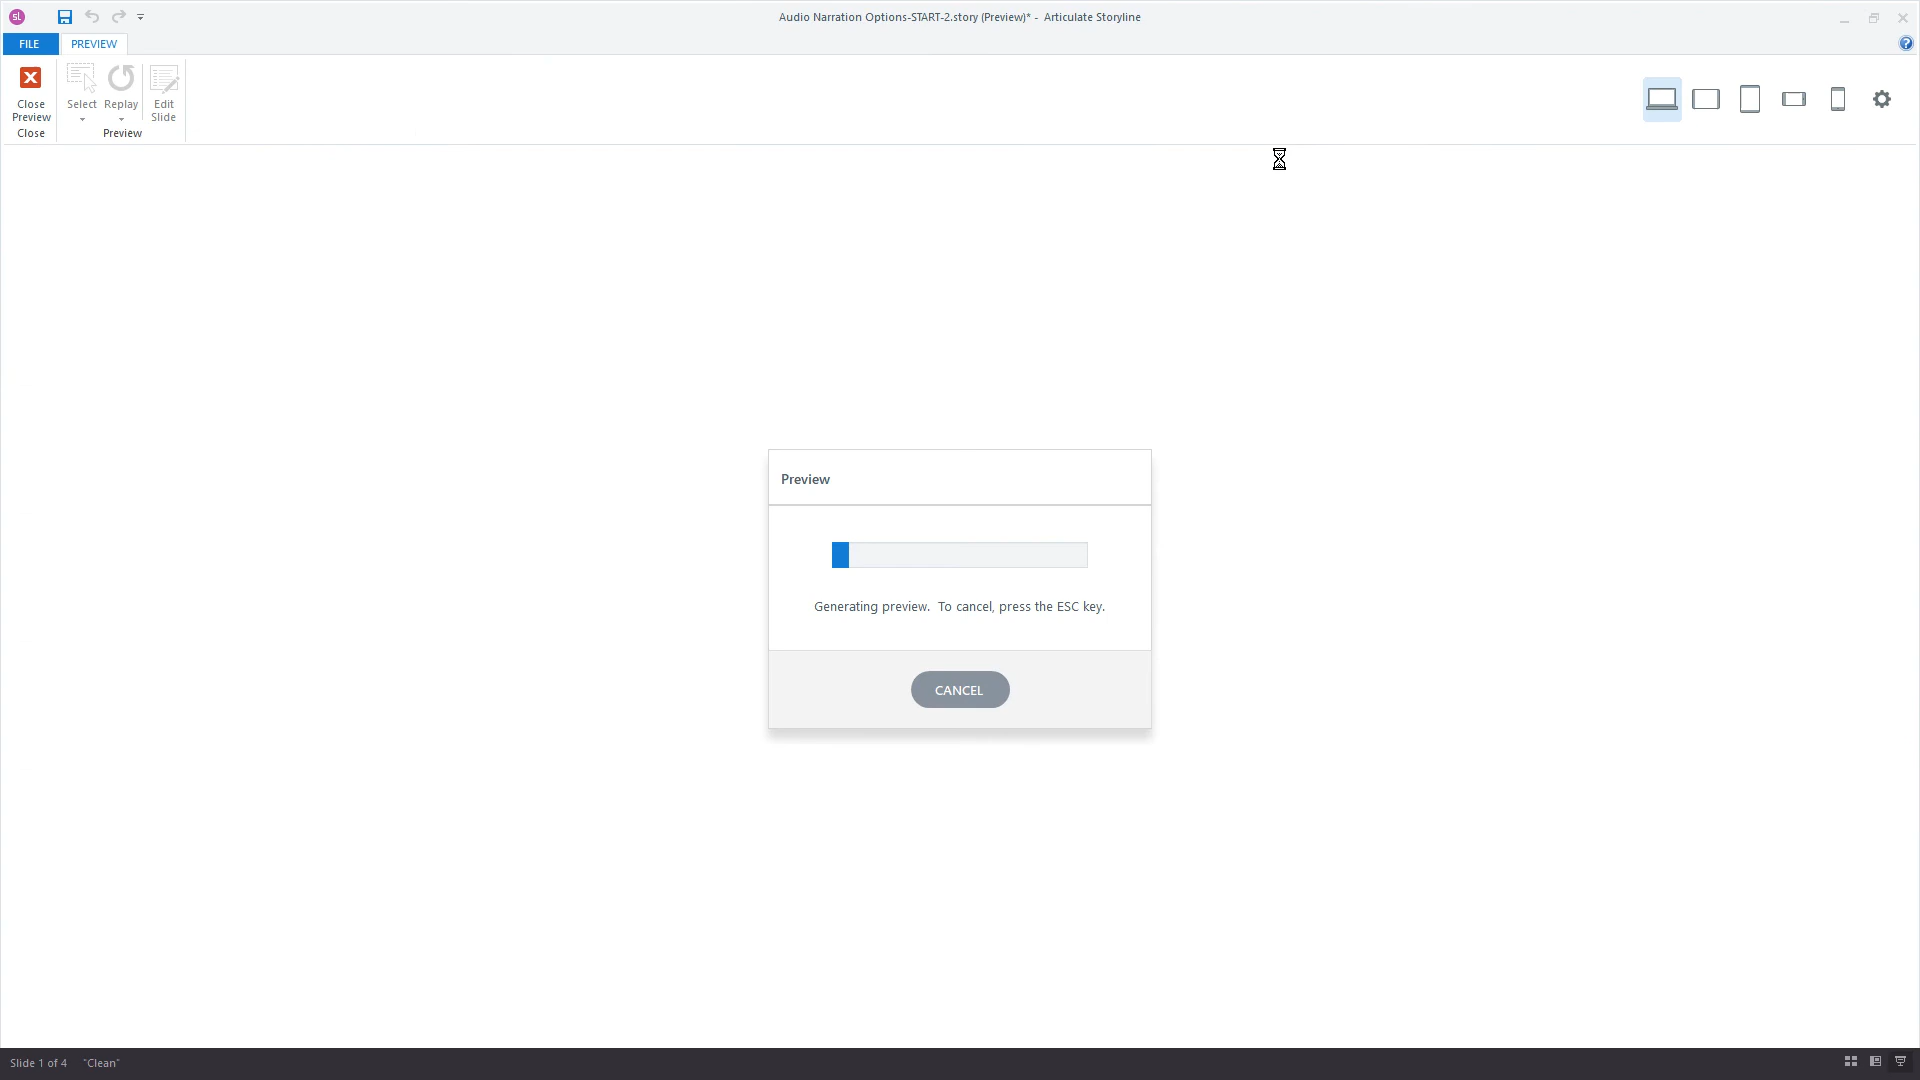 sl
Audio Narration Options-START-2.story (Preview)* - Articulate Storyline
FILE
PREVIEW
?
Close Preview
Select
Replay
Edit Slide
Close
Preview
Preview
Generating preview. To cancel, press the ESC key.
CANCEL
Slide 1 of 4
"Clean"